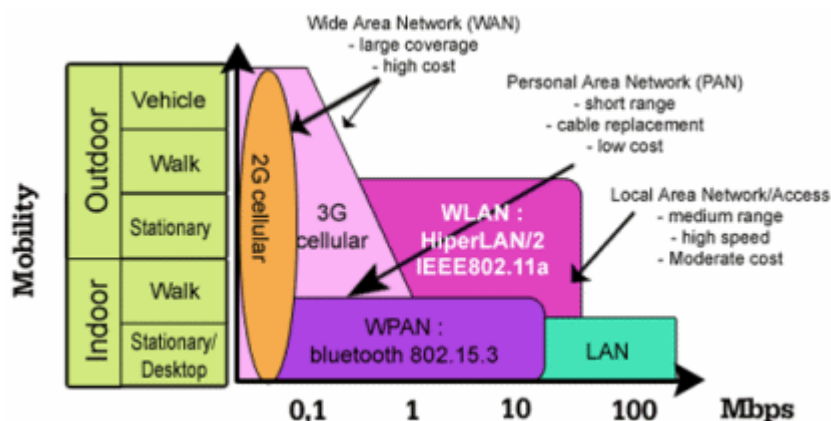 Wide Area Network (WAN)
- large coverage
- high cost
Personal Area Network (PAN)
- short range
- cable replacement
- low cost
Local Area Network/Access
- medium range
- high speed
- Moderate cost
Mobility
Outdoor
Vehicle
Walk
Stationary
Indoor
Walk
Stationary/
Desktop
2G cellular
3G
cellular
WLAN :
HiperLAN/2
IEEE802.11a
WPAN :
bluetooth 802.15.3
LAN
0,1 1 10 100 Mbps